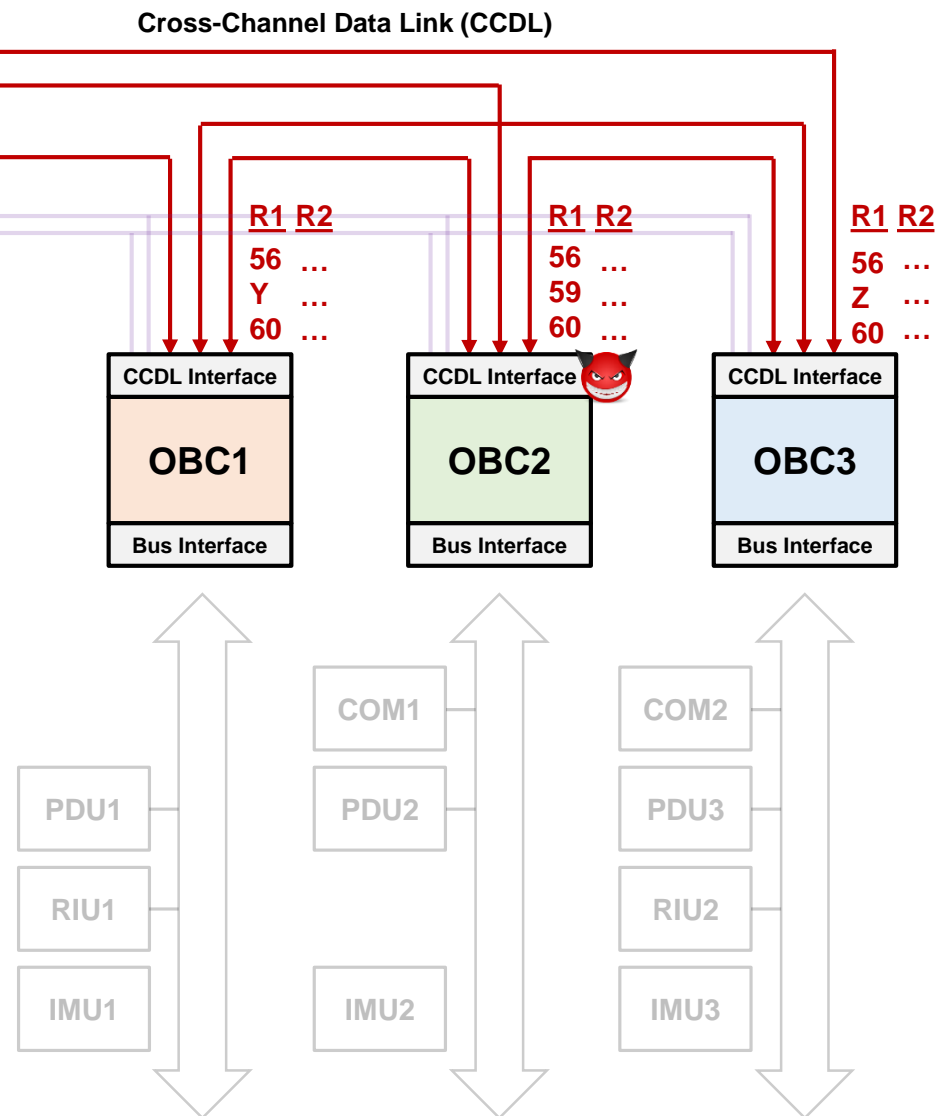 Cross-Channel Data Link (CCDL)
R1 R2
56 …
Y …
60 …
R1 R2
56 …
59 …
60 …
R1 R2
56 …
Z …
60 …
CCDL Interface
OBC1
Bus Interface
CCDL Interface
OBC2
Bus Interface
CCDL Interface
OBC3
Bus Interface
PDU1
RIU1
IMU1
COM1
PDU2
IMU2
COM2
PDU3
RIU2
IMU3